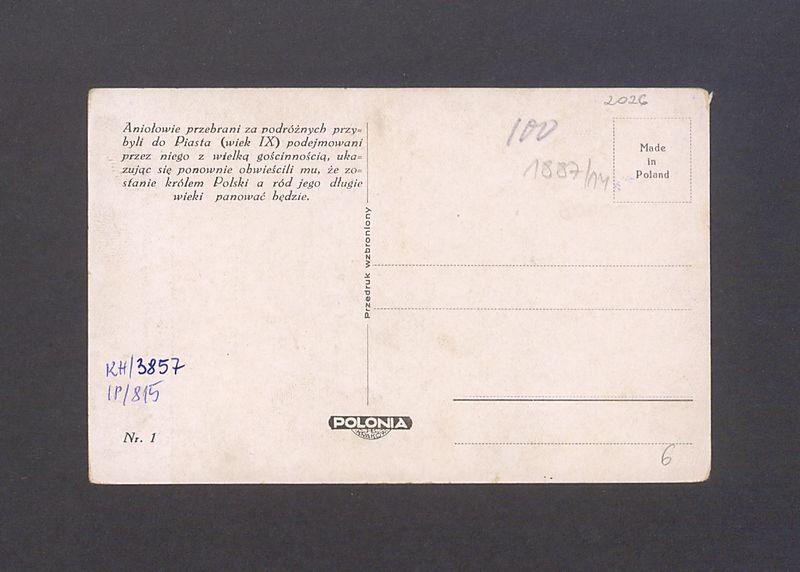 Aniołowie przebrani za podróżnych przy=
byli do Piasta (wiek IX) podejmowani
przez niego z wielką gościnnością, uka=
zując się ponownie obwieścili mu, że zo=
stanie królem Polski a ród jego długie
wieki panować będzie.
KH/3857
IP/815
Nr. 1
Przedruk wzbroniony
POLONIA
KRAKÓW
2026
100
1887/14
Made
in
Poland
6